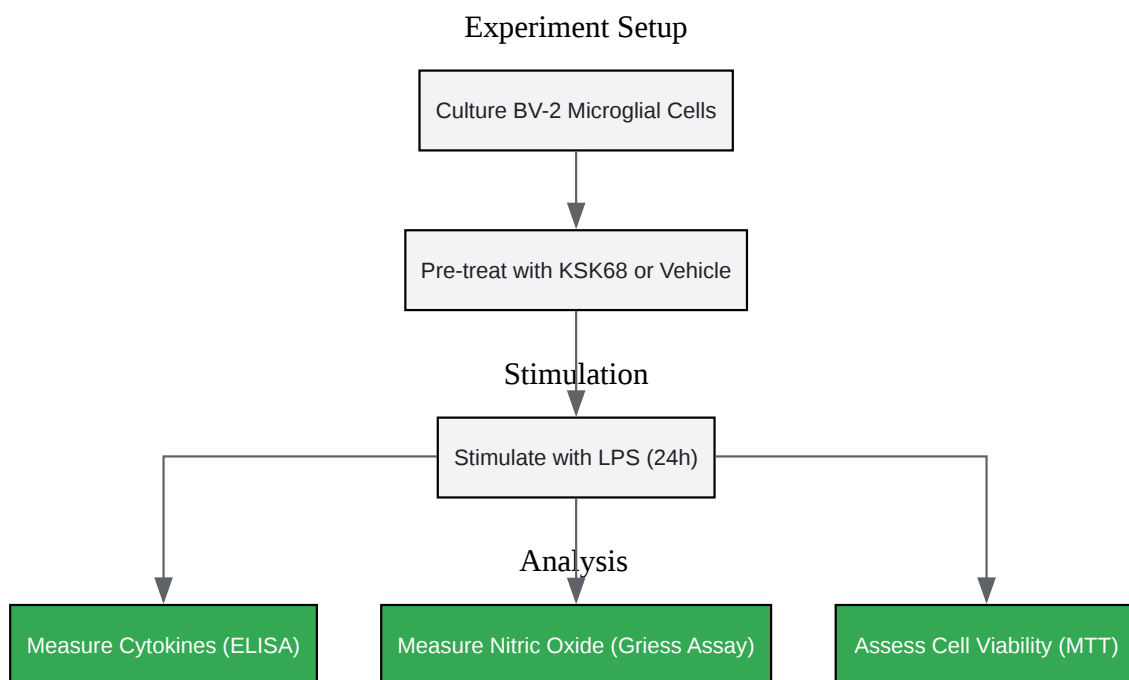 Experiment Setup
Culture BV-2 Microglial Cells
Pre-treat with KSK68 or Vehicle
Stimulation
Stimulate with LPS (24h)
Analysis
Measure Cytokines (ELISA)
Measure Nitric Oxide (Griess Assay)
Assess Cell Viability (MTT)